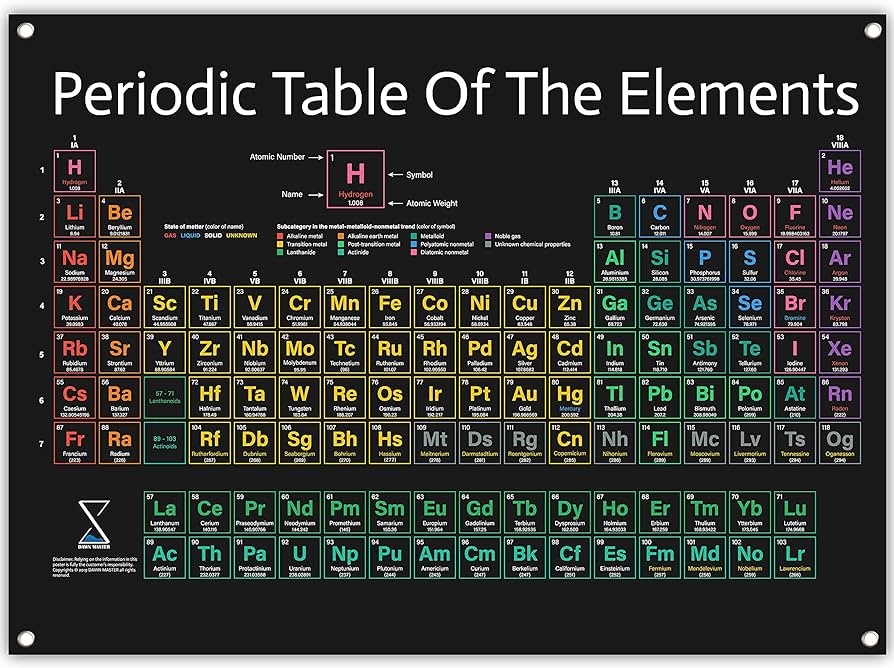 Periodic Table Of The Elements
1
IA
18
VIIIA
Atomic Number
1
H
Hydrogen
1.008
Symbol
Name
Atomic Weight
State of matter (color of name)
GAS LIQUID SOLID UNKNOWN
Subcategory in the metal-metalloid-nonmetal trend (color of symbol)
Alkaline metal
Alkaline earth metal
Metalloid
Noble gas
Transition metal
Post-transition metal
Polyatomic nonmetal
Unknown chemical properties
Lanthanide
Actinide
Diatomic nonmetal
1
1 2
H He
Hydrogen Helium
1.008 4.002602
2 13 14 15 16 17
IIA IIIA IVA VA VIA VIIA
2
3 4 5 6 7 8 9 10
Li Be B C N O F Ne
Lithium Beryllium Boron Carbon Nitrogen Oxygen Fluorine Neon
6.94 9.0121831 10.81 12.011 14.007 15.999 18.998403163 20.1797
3
11 12 13 14 15 16 17 18
Na Mg Al Si P S Cl Ar
Sodium Magnesium Aluminium Silicon Phosphorus Sulfur Chlorine Argon
22.98976928 24.305 26.9815385 28.085 30.973761998 32.06 35.45 39.948
3 4 5 6 7 8 9 10 11 12
IIIB IVB VB VIB VIIB VIIIB VIIIB VIIIB IB IIB
4
19 20 21 22 23 24 25 26 27 28 29 30 31 32 33 34 35 36
K Ca Sc Ti V Cr Mn Fe Co Ni Cu Zn Ga Ge As Se Br Kr
Potassium Calcium Scandium Titanium Vanadium Chromium Manganese Iron Cobalt Nickel Copper Zinc Gallium Germanium Arsenic Selenium Bromine Krypton
39.0983 40.078 44.955908 47.867 50.9415 51.9961 54.938044 55.845 58.933194 58.6934 63.546 65.38 69.723 72.630 74.921595 78.971 79.904 83.798
5
37 38 39 40 41 42 43 44 45 46 47 48 49 50 51 52 53 54
Rb Sr Y Zr Nb Mo Tc Ru Rh Pd Ag Cd In Sn Sb Te I Xe
Rubidium Strontium Yttrium Zirconium Niobium Molybdenum Technetium Ruthenium Rhodium Palladium Silver Cadmium Indium Tin Antimony Tellurium Iodine Xenon
85.4678 87.62 88.90584 91.224 92.90637 95.95 (98) 101.07 102.90550 106.42 107.8682 112.414 114.818 118.710 121.760 127.60 126.90447 131.293
6
55 56 57 - 71 72 73 74 75 76 77 78 79 80 81 82 83 84 85 86
Cs Ba Lanthanoids Hf Ta W Re Os Ir Pt Au Hg Tl Pb Bi Po At Rn
Caesium Barium Hafnium Tantalum Tungsten Rhenium Osmium Iridium Platinum Gold Mercury Thallium Lead Bismuth Polonium Astatine Radon
132.90545196 137.327 178.49 180.94788 183.84 186.207 190.23 192.217 195.084 196.966569 200.592 204.38 207.2 208.98040 (209) (210) (222)
7
87 88 89 - 103 104 105 106 107 108 109 110 111 112 113 114 115 116 117 118
Fr Ra Actinoids Rf Db Sg Bh Hs Mt Ds Rg Cn Nh Fl Mc Lv Ts Og
Francium Radium Rutherfordium Dubnium Seaborgium Bohrium Hassium Meitnerium Darmstadtium Roentgenium Copernicium Nihonium Flerovium Moscovium Livermorium Tennessine Oganesson
(223) (226) (267) (268) (269) (270) (277) (278) (281) (282) (285) (286) (289) (289) (293) (294) (294)
57 58 59 60 61 62 63 64 65 66 67 68 69 70 71
La Ce Pr Nd Pm Sm Eu Gd Tb Dy Ho Er Tm Yb Lu
Lanthanum Cerium Praseodymium Neodymium Promethium Samarium Europium Gadolinium Terbium Dysprosium Holmium Erbium Thulium Ytterbium Lutetium
138.90547 140.116 140.90766 144.242 (145) 150.36 151.964 157.25 158.92535 162.500 164.93033 167.259 168.93422 173.045 174.9668
89 90 91 92 93 94 95 96 97 98 99 100 101 102 103
Ac Th Pa U Np Pu Am Cm Bk Cf Es Fm Md No Lr
Actinium Thorium Protactinium Uranium Neptunium Plutonium Americium Curium Berkelium Californium Einsteinium Fermium Mendelevium Nobelium Lawrencium
(227) 232.0377 231.03588 238.02891 (237) (244) (243) (247) (247) (251) (252) (257) (258) (259) (266)
DAWN MASTER
Disclaimer: Relying on the information in this
poster is fully the customer's responsibility.
Copyrights © 2019 DAWN MASTER all rights
reserved.